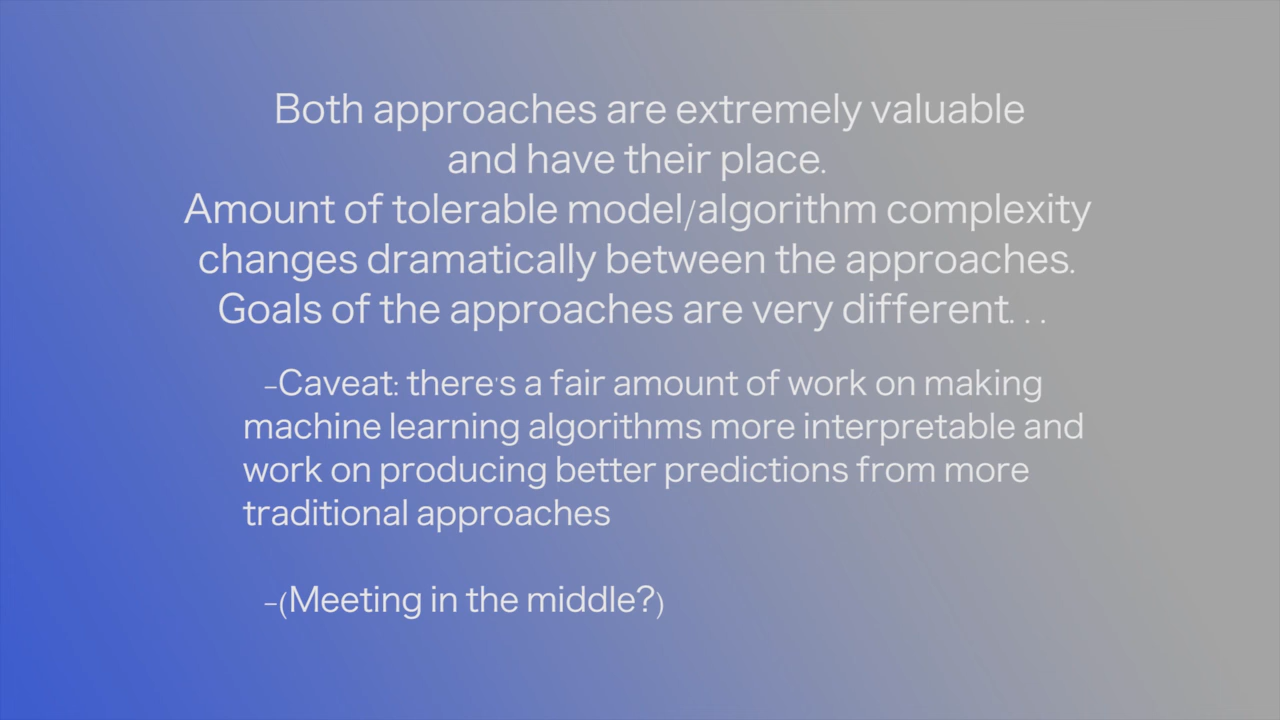 Both approaches are extremely valuable
and have their place.
Amount of tolerable model/algorithm complexity
changes dramatically between the approaches.
Goals of the approaches are very different...
-Caveat: there's a fair amount of work on making
machine learning algorithms more interpretable and
work on producing better predictions from more
traditional approaches
-(Meeting in the middle?)